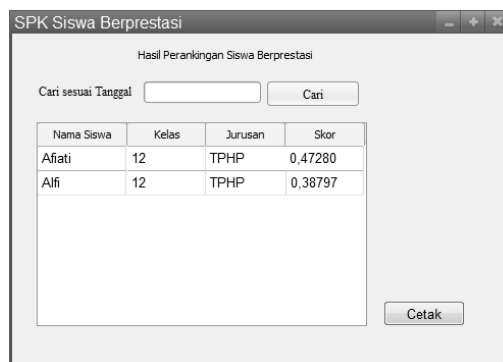 SPK Siswa Berprestasi
Hasil Perankingan Siswa Berprestasi
Cari sesuai Tanggal Cari
Nama Siswa Kelas Jurusan Skor
Afiati 12 TPHP 0,47280
Alfi 12 TPHP 0,38797
Cetak